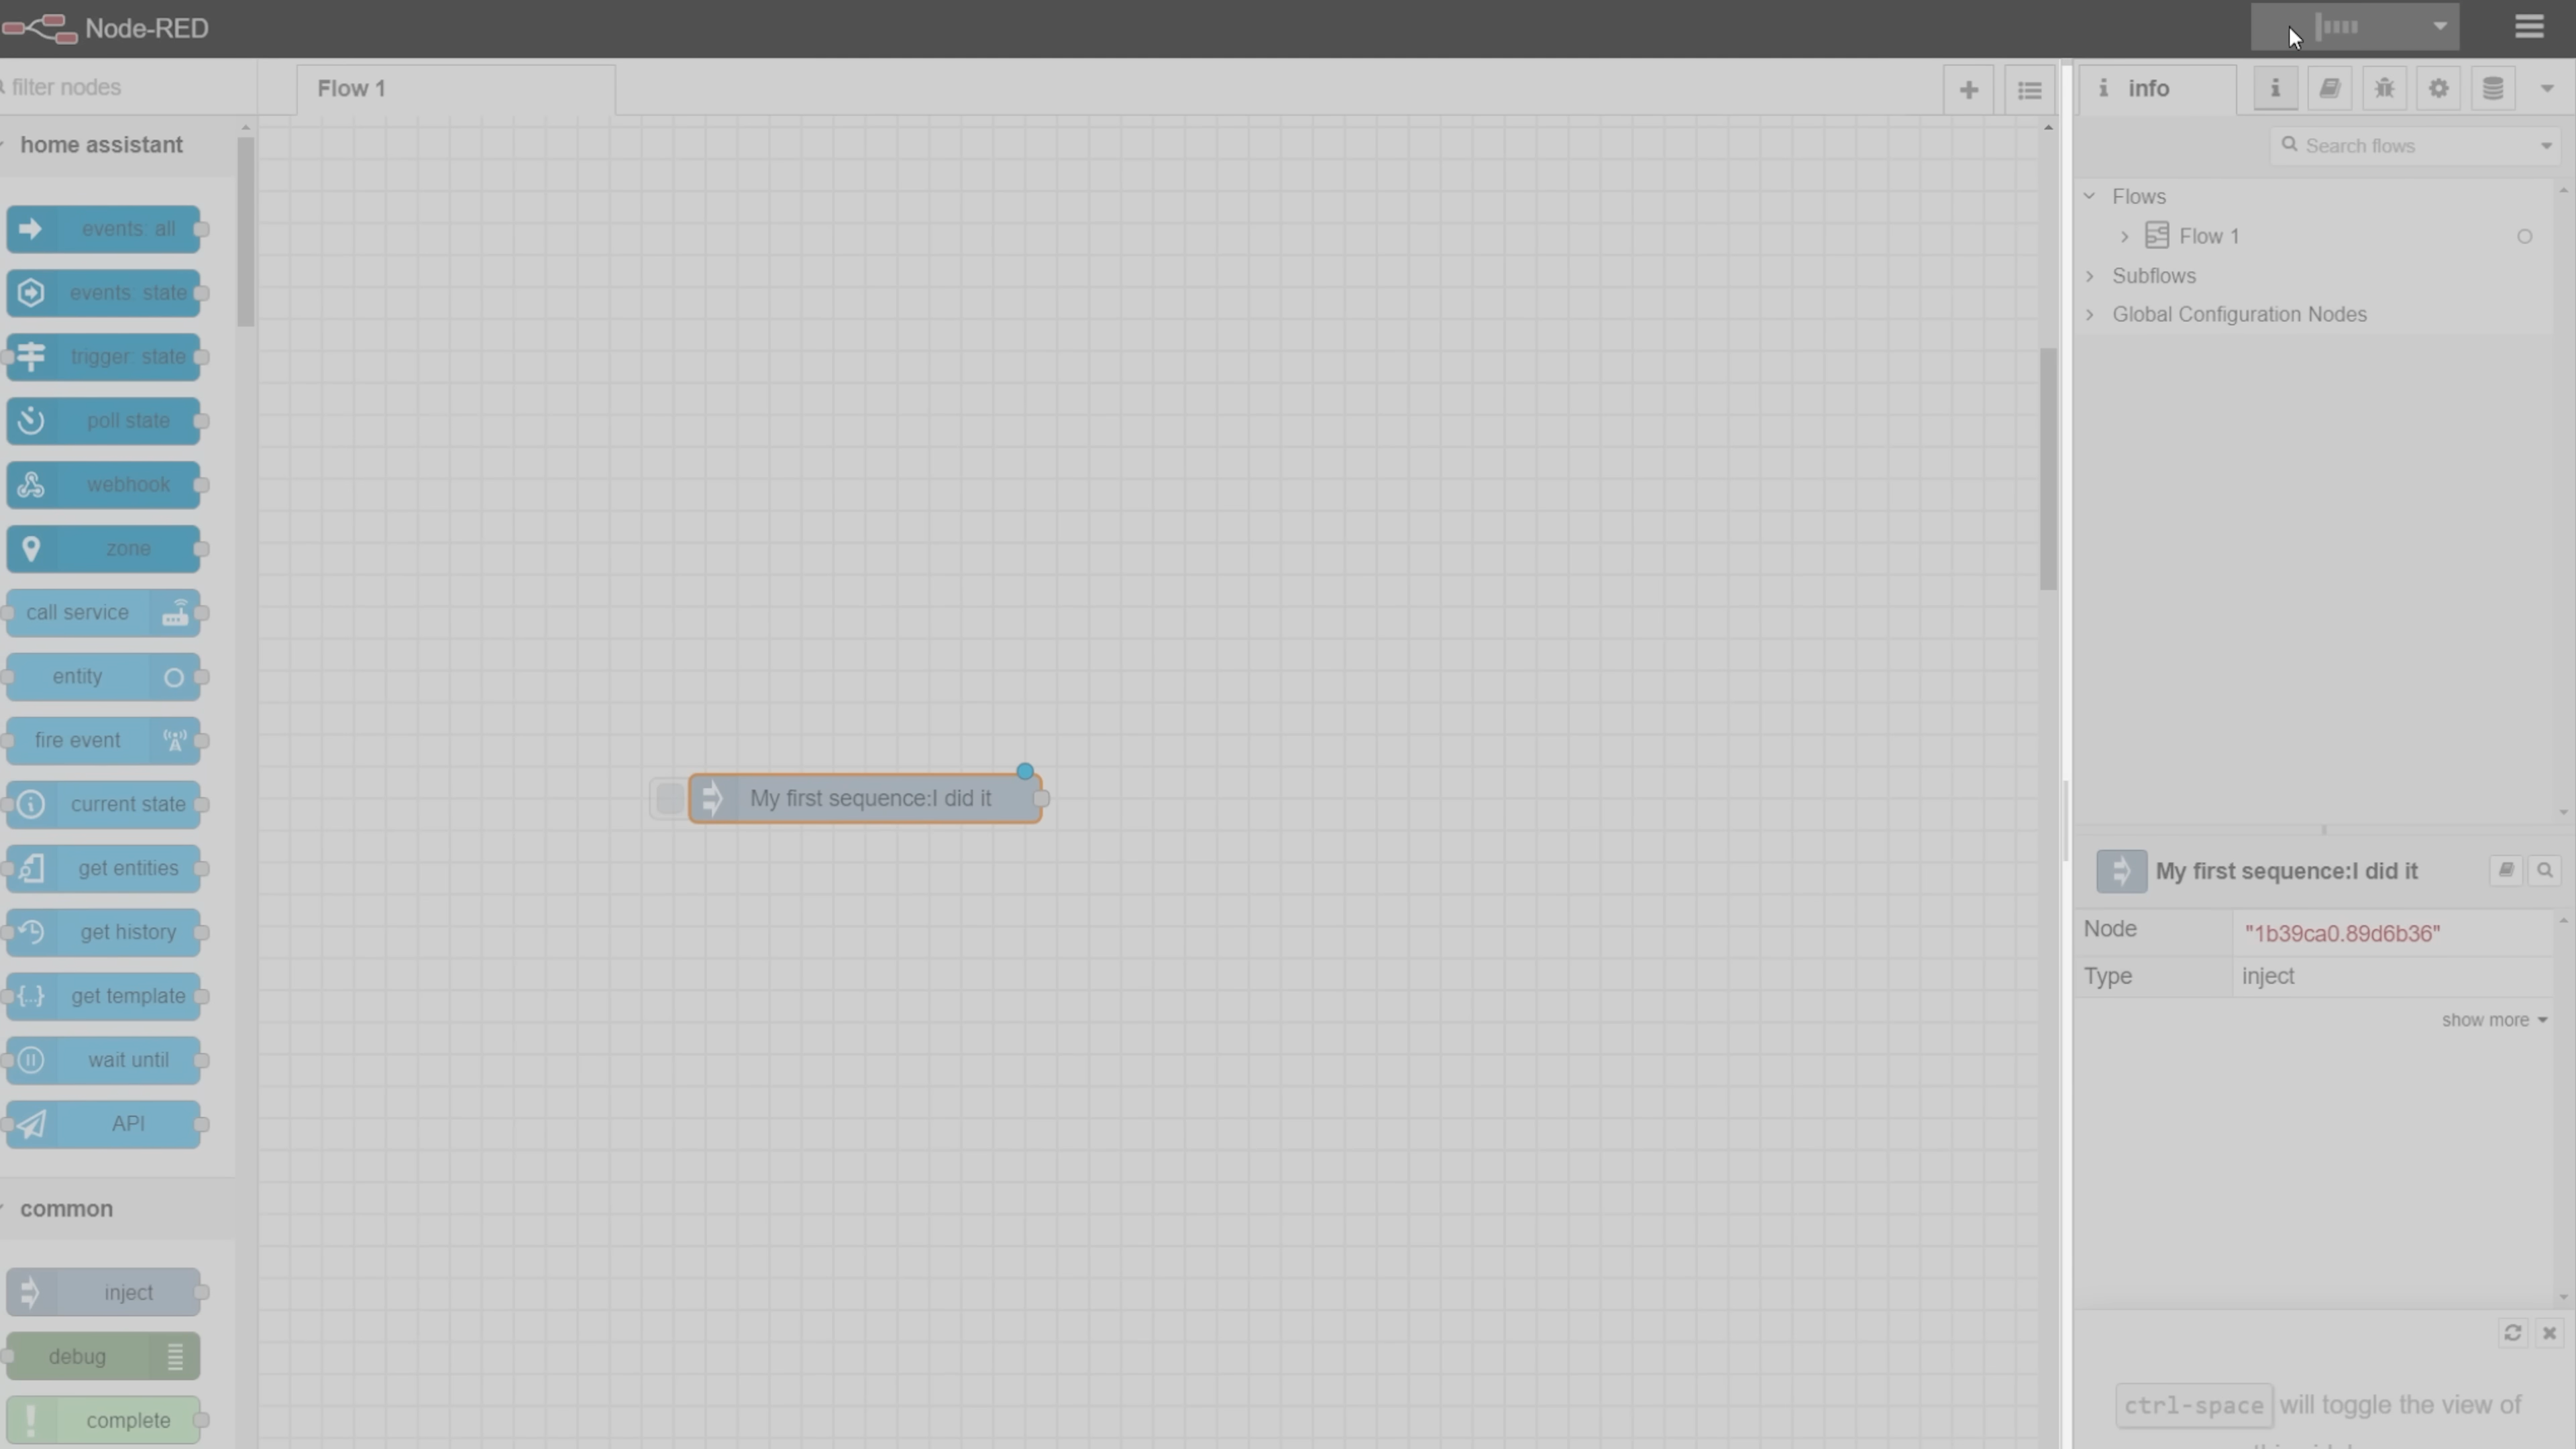 Node-RED
filter nodes
Flow 1
info
home assistant
Search flows
Flows
Flow 1
Subflows
Global Configuration Nodes
events: all
events: state
trigger: state
poll state
webhook
zone
call service
entity
fire event
current state
get entities
get history
get template
wait until
API
common
inject
debug
complete
My first sequence:I did it
My first sequence:I did it
Node "1b39ca0.89d6b36"
Type inject
show more
ctrl-space will toggle the view of